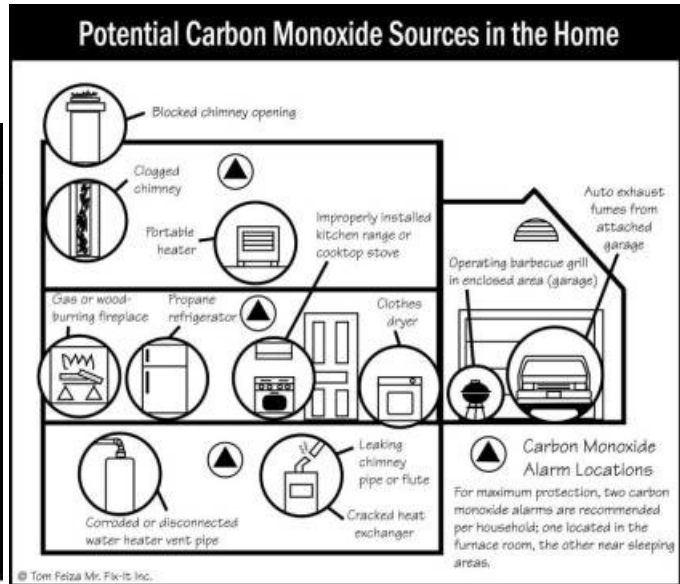 Potential Carbon Monoxide Sources in the Home
Blocked chimney opening
Clogged
chimney
Portable
heater
Improperly installed
kitchen range or
cooktop stove
Auto exhaust
fumes from
attached
garage
Operating barbecue grill
in enclosed area (garage)
Gas or wood-
burning fireplace
Propane
refrigerator
Clothes
dryer
Leaking
chimney
pipe or flute
Cracked heat
exchanger
Corroded or disconnected
water heater vent pipe
Carbon Monoxide
Alarm Locations
For maximum protection, two carbon
monoxide alarms are recommended
per household; one located in the
furnace room, the other near sleeping
areas.
© Tom Feiza Mr. Fix-It Inc.